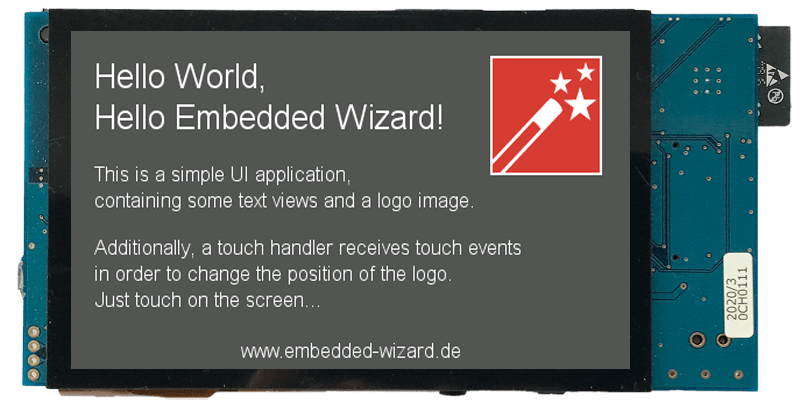 Hello World,
Hello Embedded Wizard!
This is a simple UI application,
containing some text views and a logo image.
Additionally, a touch handler receives touch events
in order to change the position of the logo.
Just touch on the screen...
www.embedded-wizard.de
2020/3
0CH0111